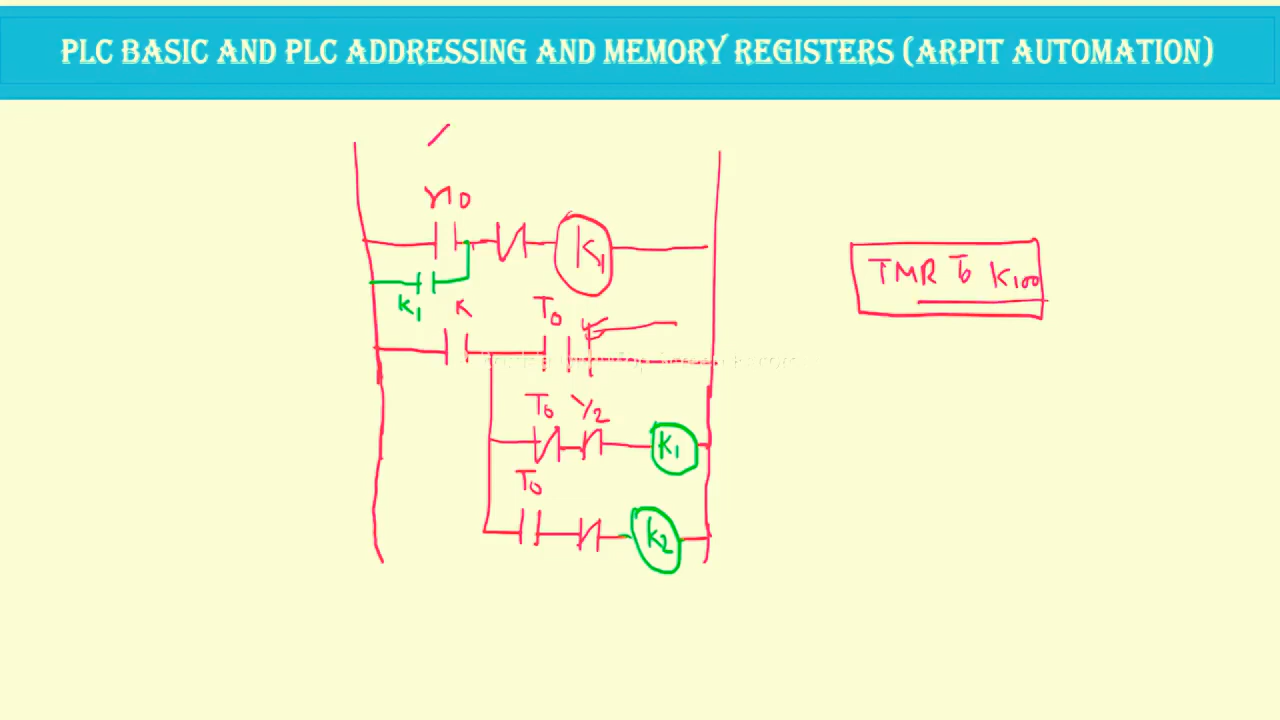 PLC BASIC AND PLC ADDRESSING AND MEMORY REGISTERS (ARPIT AUTOMATION)
K1
TMR T0 K100
K1
K
T0
T0 Y2
K1
T0
K2